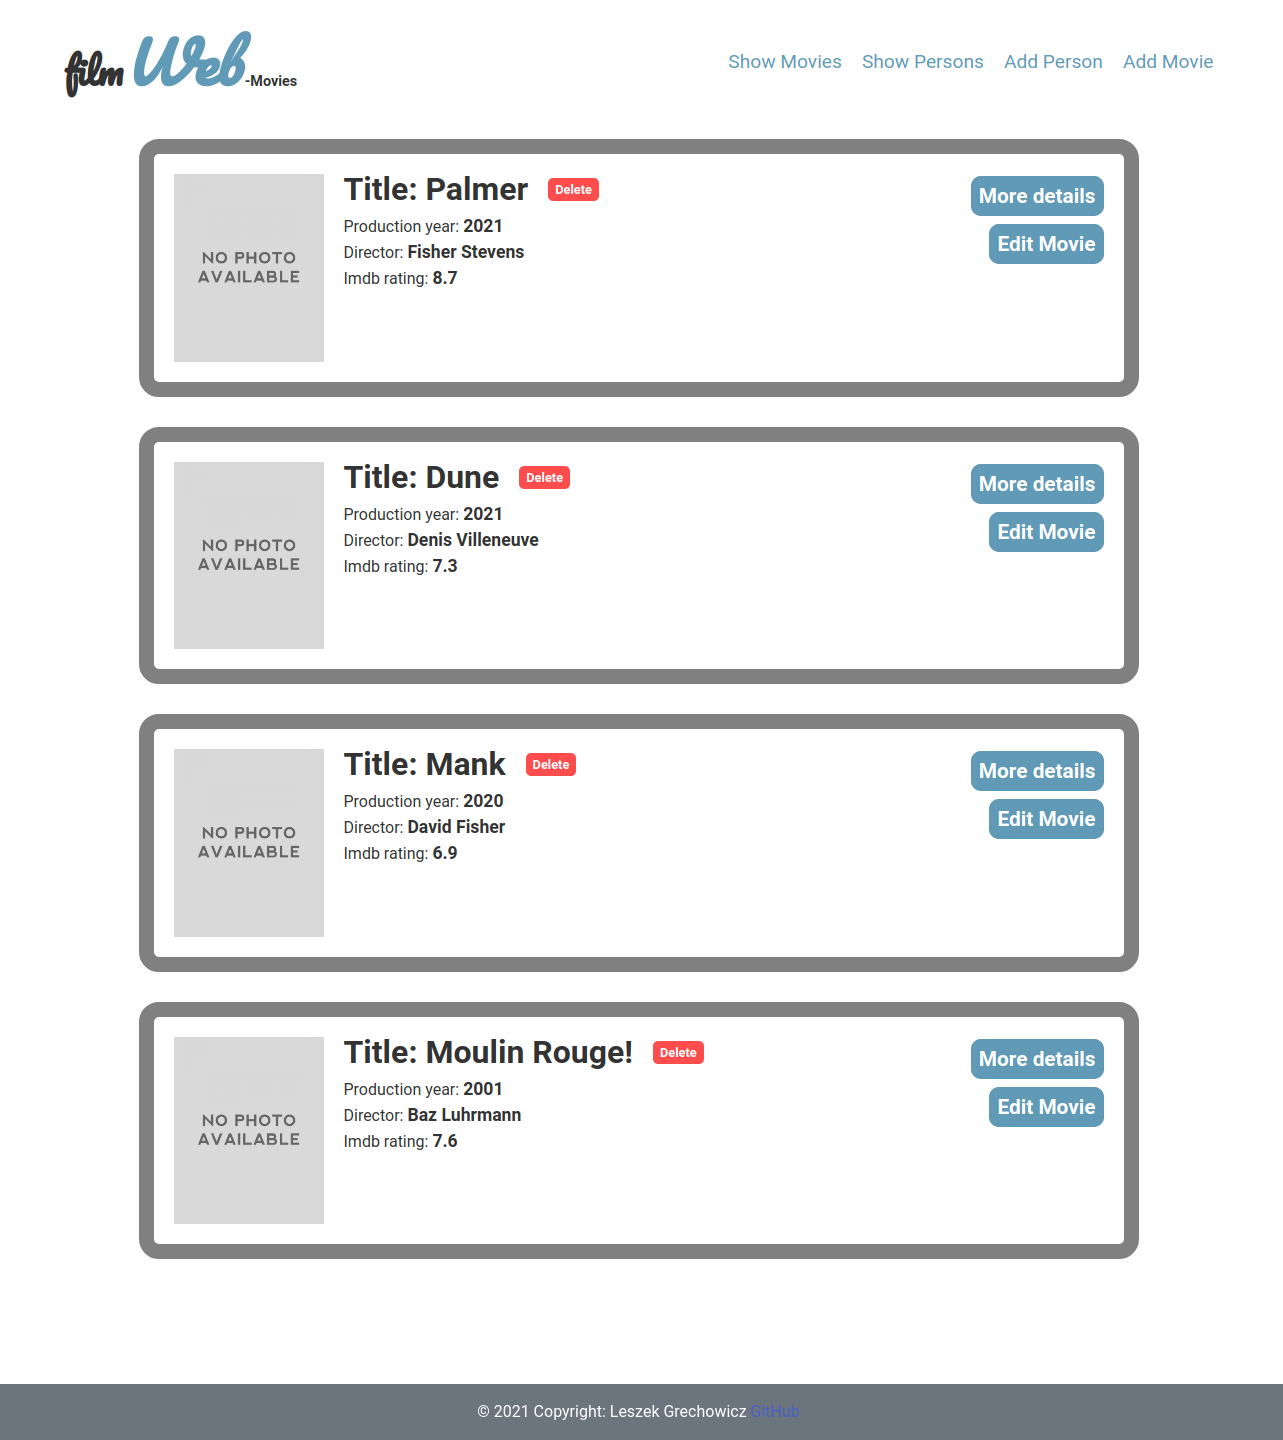 film Web-Movies
Show Movies Show Persons Add Person Add Movie
NO PHOTO
AVAILABLE
Title: Palmer Delete
Production year: 2021
Director: Fisher Stevens
Imdb rating: 8.7
More details
Edit Movie
NO PHOTO
AVAILABLE
Title: Dune Delete
Production year: 2021
Director: Denis Villeneuve
Imdb rating: 7.3
More details
Edit Movie
NO PHOTO
AVAILABLE
Title: Mank Delete
Production year: 2020
Director: David Fisher
Imdb rating: 6.9
More details
Edit Movie
NO PHOTO
AVAILABLE
Title: Moulin Rouge! Delete
Production year: 2001
Director: Baz Luhrmann
Imdb rating: 7.6
More details
Edit Movie
© 2021 Copyright: Leszek Grechowicz GitHub